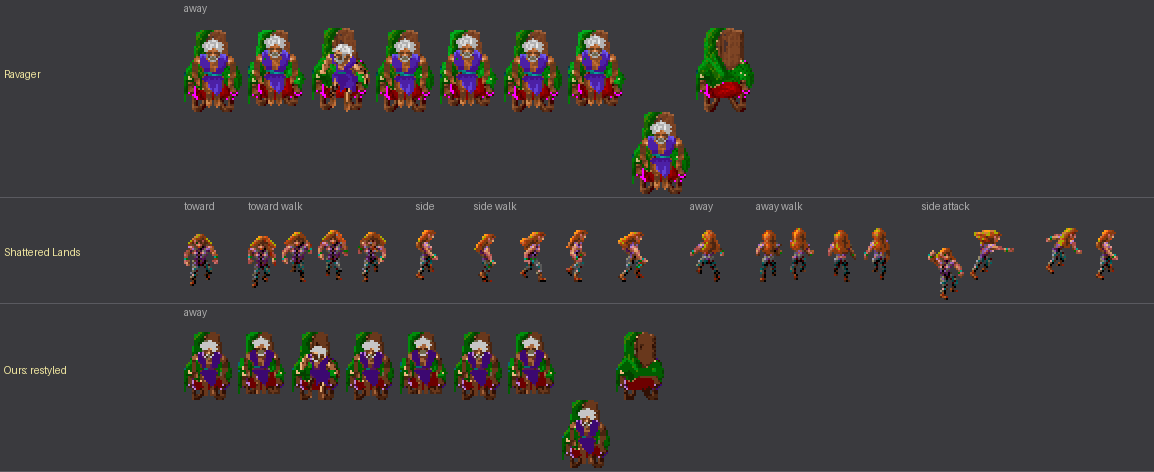 away
Ravager
toward toward walk side side walk away away walk side attack
Shattered Lands
away
Ours: restyled